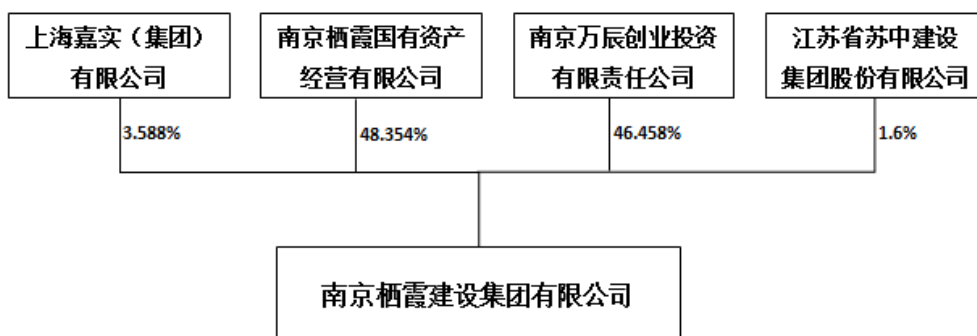 上海嘉实（集团）
有限公司
南京栖霞国有资产
经营有限公司
南京万辰创业投资
有限责任公司
江苏省苏中建设
集团股份有限公司
3.588%
48.354%
46.458%
1.6%
南京栖霞建设集团有限公司